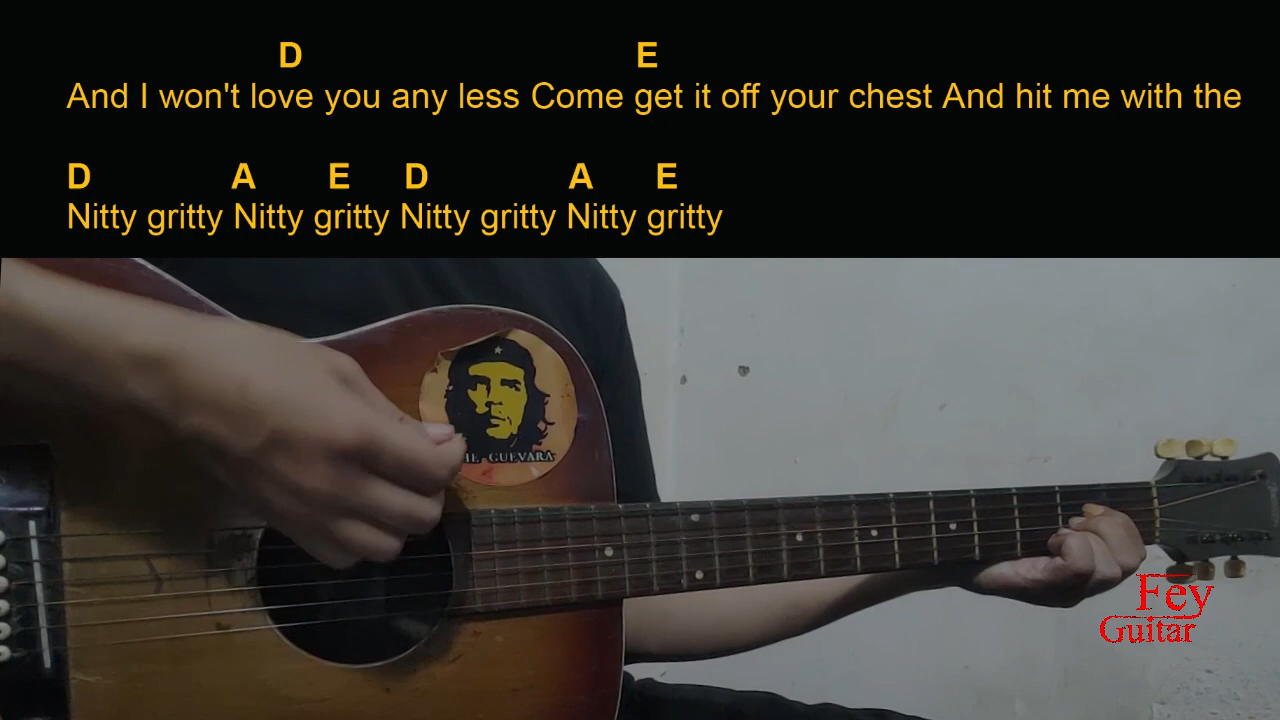 D E
And I won't love you any less Come get it off your chest And hit me with the
D A E D A E
Nitty gritty Nitty gritty Nitty gritty Nitty gritty
HE-GUEVARA
Fey
Guitar